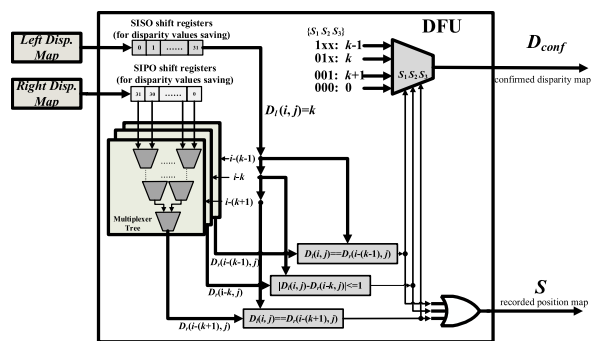 SISO shift registers
(for disparity values saving)
Left Disp.
Map
0 1 ...... 31
SIPO shift registers
(for disparity values saving)
Right Disp.
Map
31 30 ...... 0
DFU
{S1 S2 S3}
1xx: k-1
01x: k
001: k+1
000: 0
S1 S2 S3
Dconf
confirmed disparity map
Dl(i, j)=k
......
......
Multiplexer
Tree
i-(k-1)
i-k
i-(k+1)
Dr(i-(k-1), j)
Dl(i, j)==Dr(i-(k-1), j)
Dr(i-k, j)
|Dl(i, j)-Dr(i-k, j)|<=1
Dr(i-(k+1), j)
Dl(i, j)==Dr(i-(k+1), j)
S
recorded position map